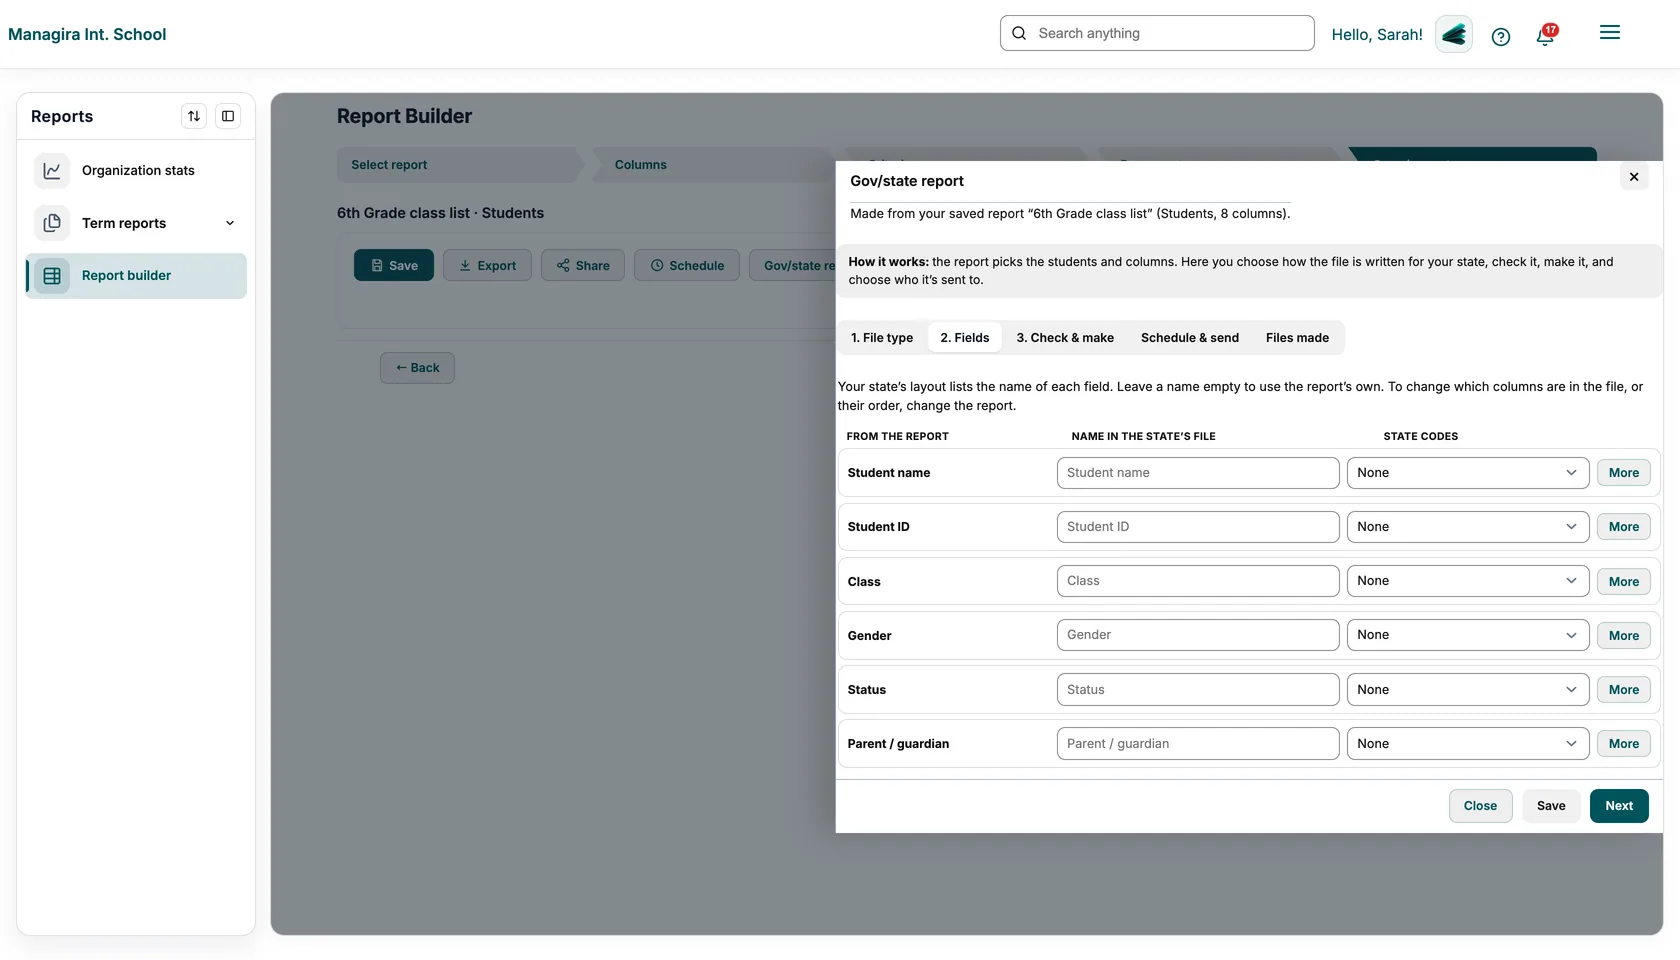 Managira Int. School
Search anything
Hello, Sarah!
17
Reports
Organization stats
Term reports
Report builder
Report Builder
Select report
Columns
6th Grade class list · Students
Save
Export
Share
Schedule
Gov/state re
← Back
Gov/state report
Made from your saved report “6th Grade class list” (Students, 8 columns).
How it works: the report picks the students and columns. Here you choose how the file is written for your state, check it, make it, and
choose who it’s sent to.
1. File type
2. Fields
3. Check & make
Schedule & send
Files made
Your state’s layout lists the name of each field. Leave a name empty to use the report’s own. To change which columns are in the file, or
their order, change the report.
FROM THE REPORT
NAME IN THE STATE’S FILE
STATE CODES
Student name
Student name
None
More
Student ID
Student ID
None
More
Class
Class
None
More
Gender
Gender
None
More
Status
Status
None
More
Parent / guardian
Parent / guardian
None
More
Close
Save
Next